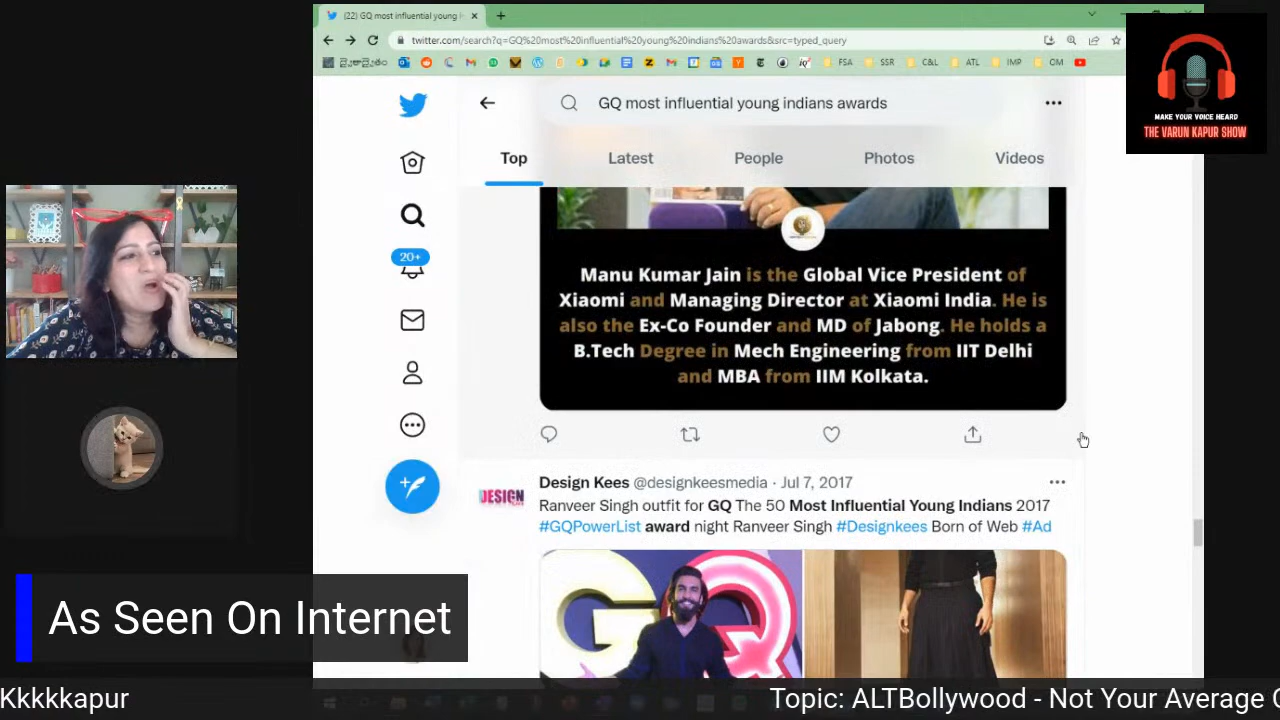 (22) GQ most influential young i
twitter.com/search?q=GQ%20most%20influential%20young%20indians%20awards&src=typed_query
FSA SSR C&L ATL IMP OM
GQ most influential young indians awards
Top Latest People Photos Videos
MAKE YOUR VOICE HEARD
THE VARUN KAPUR SHOW
20+
Manu Kumar Jain is the Global Vice President of
Xiaomi and Managing Director at Xiaomi India. He is
also the Ex-Co Founder and MD of Jabong. He holds a
B.Tech Degree in Mech Engineering from IIT Delhi
and MBA from IIM Kolkata.
DESIGN
Design Kees @designkeesmedia · Jul 7, 2017
Ranveer Singh outfit for GQ The 50 Most Influential Young Indians 2017
#GQPowerList award night Ranveer Singh #Designkees Born of Web #Ad
GQ
As Seen On Internet
Kkkkkapur
Topic: ALTBollywood - Not Your Average